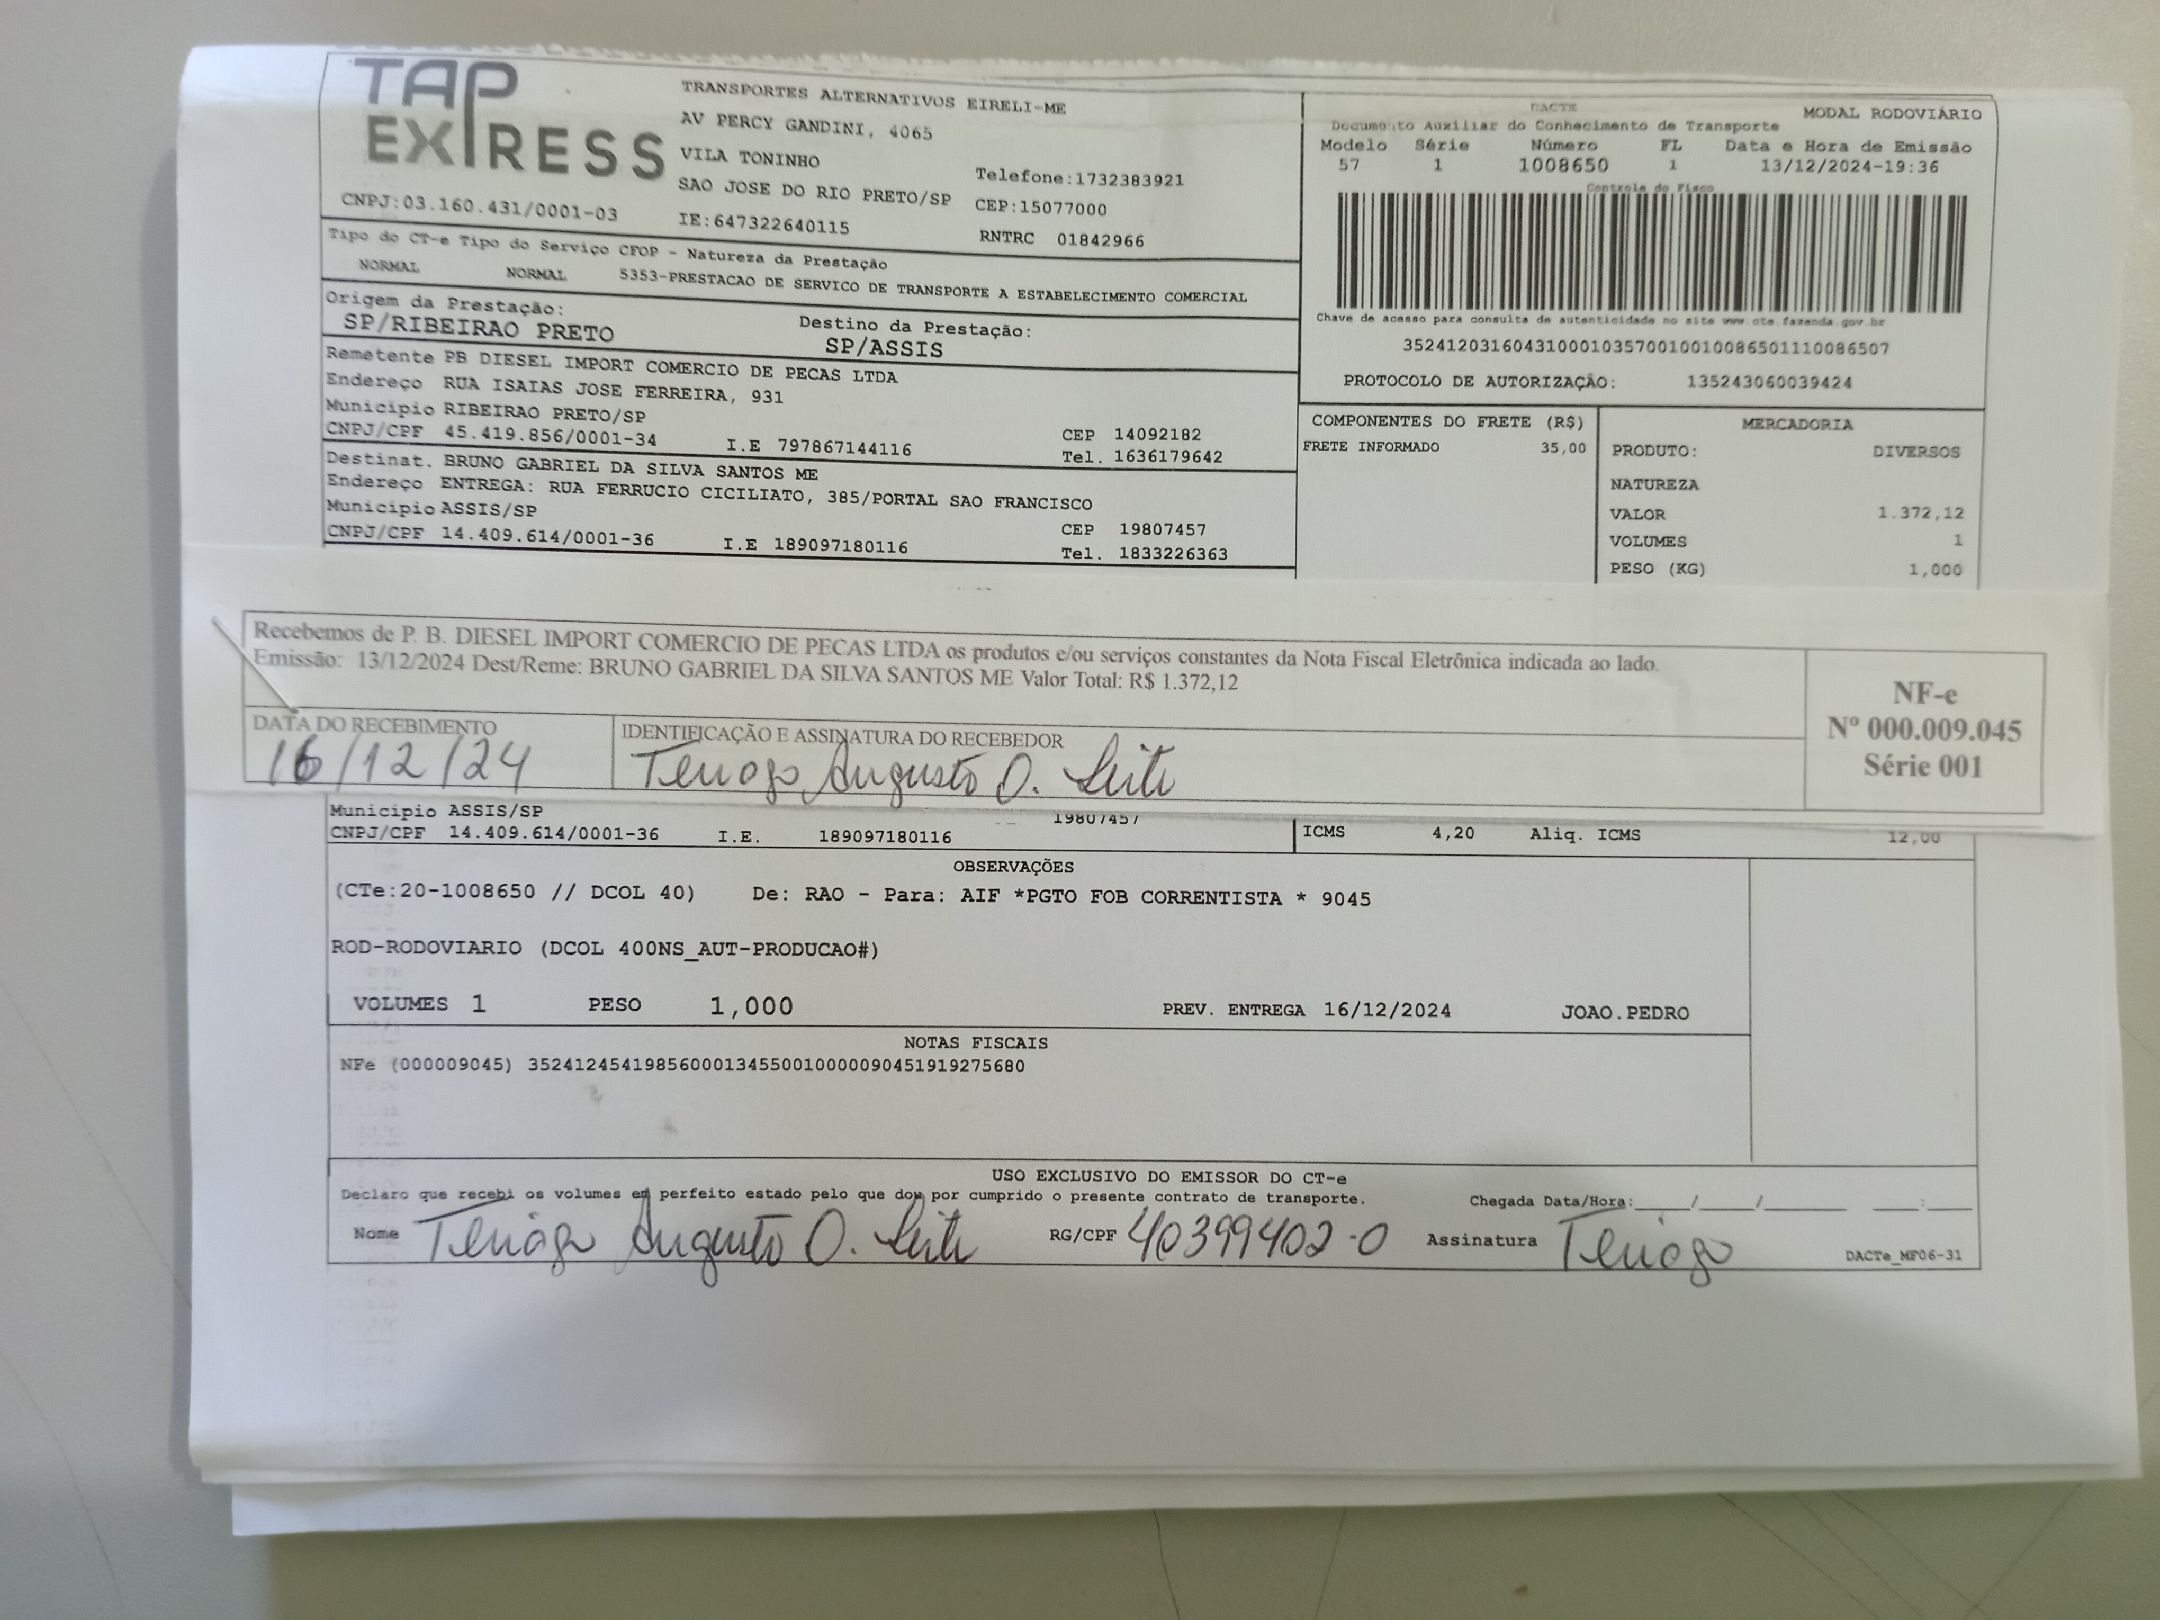 TAP
EXPRESS
CNPJ:03.160.431/0001-03
TRANSPORTES ALTERNATIVOS EIRELI-ME
AV PERCY GANDINI, 4065
VILA TONINHO
SAO JOSE DO RIO PRETO/SP
IE:647322640115
Telefone:1732383921
CEP:15077000
RNTRC 01842966
DACTE MODAL RODOVIÁRIO
Documento Auxiliar do Conhecimento de Transporte
Modelo Série Número FL Data e Hora de Emissão
57 1 1008650 1 13/12/2024-19:36
Controle do Fisco
Chave de acesso para consulta de autenticidade no site www.cte.fazenda.gov.br
35241203160431000103570010010086501110086507
PROTOCOLO DE AUTORIZAÇÃO: 135243060039424
Tipo do CT-e Tipo do Serviço CFOP - Natureza da Prestação
NORMAL NORMAL 5353-PRESTACAO DE SERVICO DE TRANSPORTE A ESTABELECIMENTO COMERCIAL
Origem da Prestação: Destino da Prestação:
SP/RIBEIRAO PRETO SP/ASSIS
Remetente PB DIESEL IMPORT COMERCIO DE PECAS LTDA
Endereço RUA ISAIAS JOSE FERREIRA, 931
Município RIBEIRAO PRETO/SP CEP 14092182
CNPJ/CPF 45.419.856/0001-34 I.E 797867144116 Tel. 1636179642
Destinat. BRUNO GABRIEL DA SILVA SANTOS ME
Endereço ENTREGA: RUA FERRUCIO CICILIATO, 385/PORTAL SAO FRANCISCO
Município ASSIS/SP CEP 19807457
CNPJ/CPF 14.409.614/0001-36 I.E 189097180116 Tel. 1833226363
COMPONENTES DO FRETE (R$)
FRETE INFORMADO 35,00
MERCADORIA
PRODUTO: DIVERSOS
NATUREZA
VALOR 1.372,12
VOLUMES 1
PESO (KG) 1,000
Recebemos de P. B. DIESEL IMPORT COMERCIO DE PECAS LTDA os produtos e/ou serviços constantes da Nota Fiscal Eletrônica indicada ao lado.
Emissão: 13/12/2024 Dest/Reme: BRUNO GABRIEL DA SILVA SANTOS ME Valor Total: R$ 1.372,12
DATA DO RECEBIMENTO
16/12/24
IDENTIFICAÇÃO E ASSINATURA DO RECEBEDOR
Teriogo Augusto O. Leite
NF-e
Nº 000.009.045
Série 001
Município ASSIS/SP 19807457
CNPJ/CPF 14.409.614/0001-36 I.E. 189097180116
ICMS 4,20 Aliq. ICMS 12,00
OBSERVAÇÕES
(CTe:20-1008650 // DCOL 40) De: RAO - Para: AIF *PGTO FOB CORRENTISTA * 9045
ROD-RODOVIARIO (DCOL 400NS_AUT-PRODUCAO#)
VOLUMES 1 PESO 1,000 PREV. ENTREGA 16/12/2024 JOAO.PEDRO
NOTAS FISCAIS
NFe (000009045) 35241245419856000134550010000090451919275680
USO EXCLUSIVO DO EMISSOR DO CT-e
Declaro que recebi os volumes em perfeito estado pelo que dou por cumprido o presente contrato de transporte. Chegada Data/Hora:____/____/______ ___:___
Nome Teriogo Augusto O. Leite RG/CPF 40399402-0 Assinatura Teriogo
DACTe_MF06-31